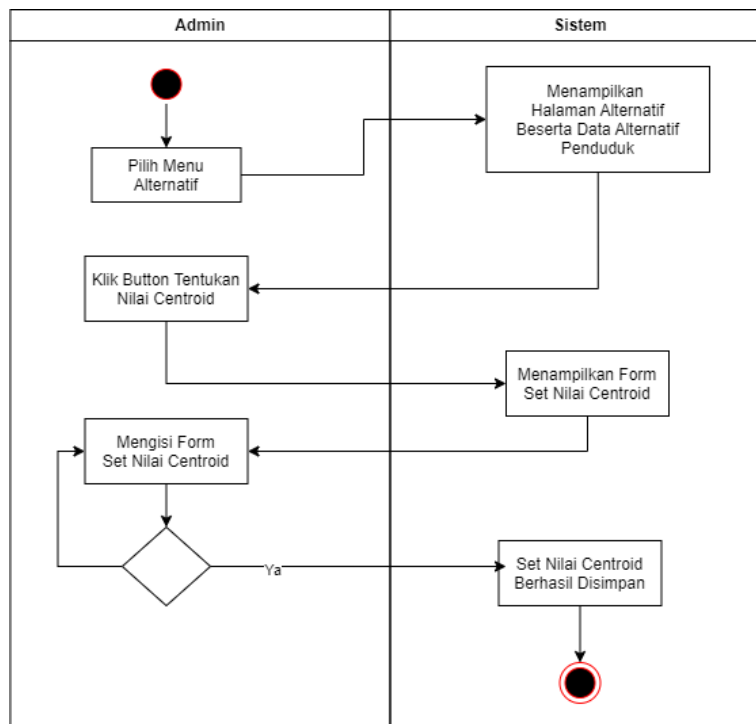 Admin
Sistem
Menampilkan
Halaman Alternatif
Beserta Data Alternatif
Penduduk
Pilih Menu
Alternatif
Klik Button Tentukan
Nilai Centroid
Menampilkan Form
Set Nilai Centroid
Mengisi Form
Set Nilai Centroid
Ya
Set Nilai Centroid
Berhasil Disimpan